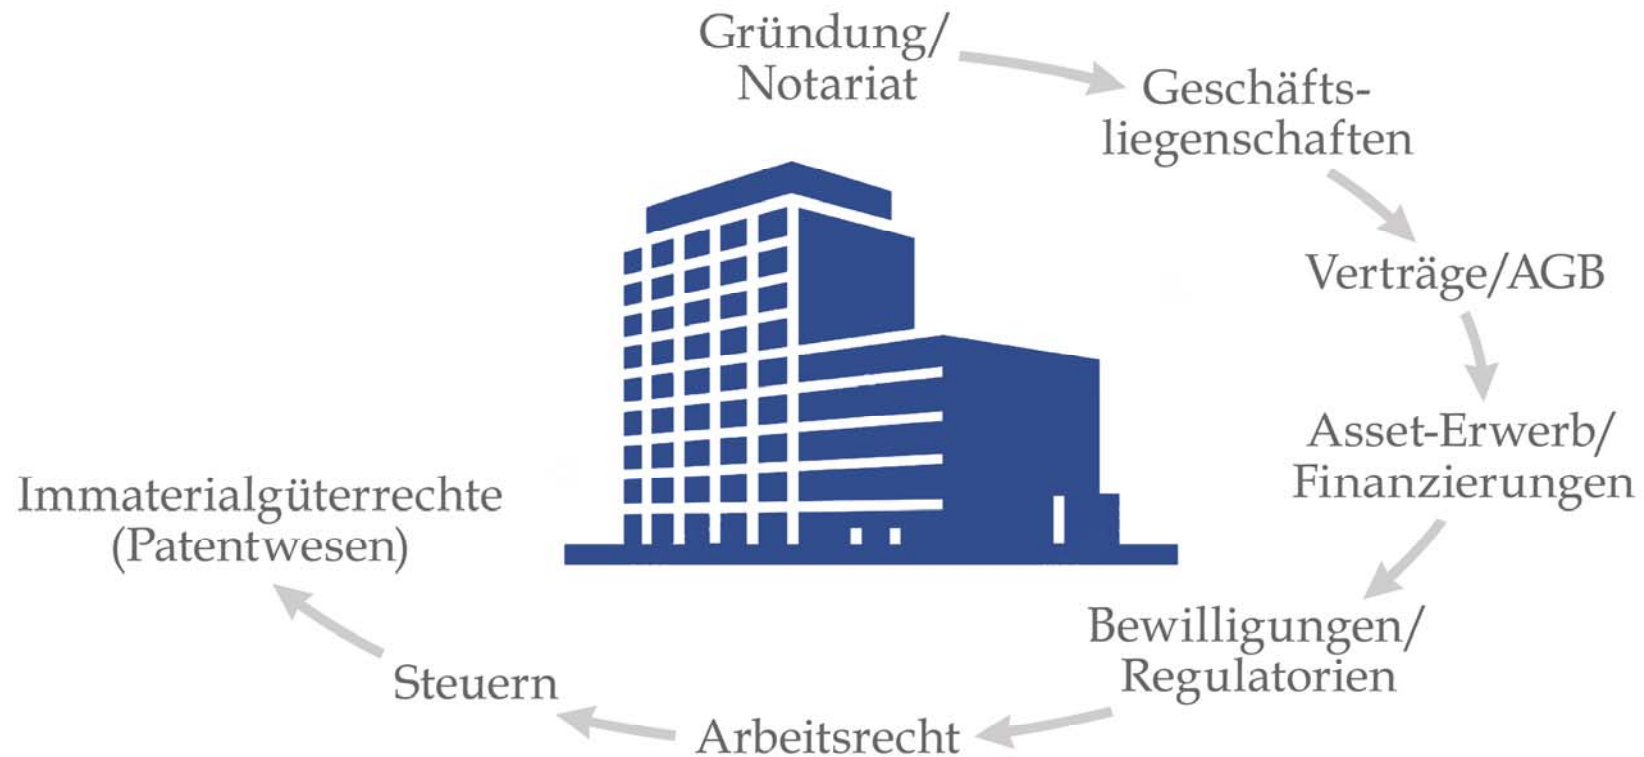 Gründung/
Notariat
Geschäfts-
liegenschaften
Verträge/AGB
Asset-Erwerb/
Finanzierungen
Bewilligungen/
Regulatorien
Arbeitsrecht
Steuern
Immaterialgüterrechte
(Patentwesen)